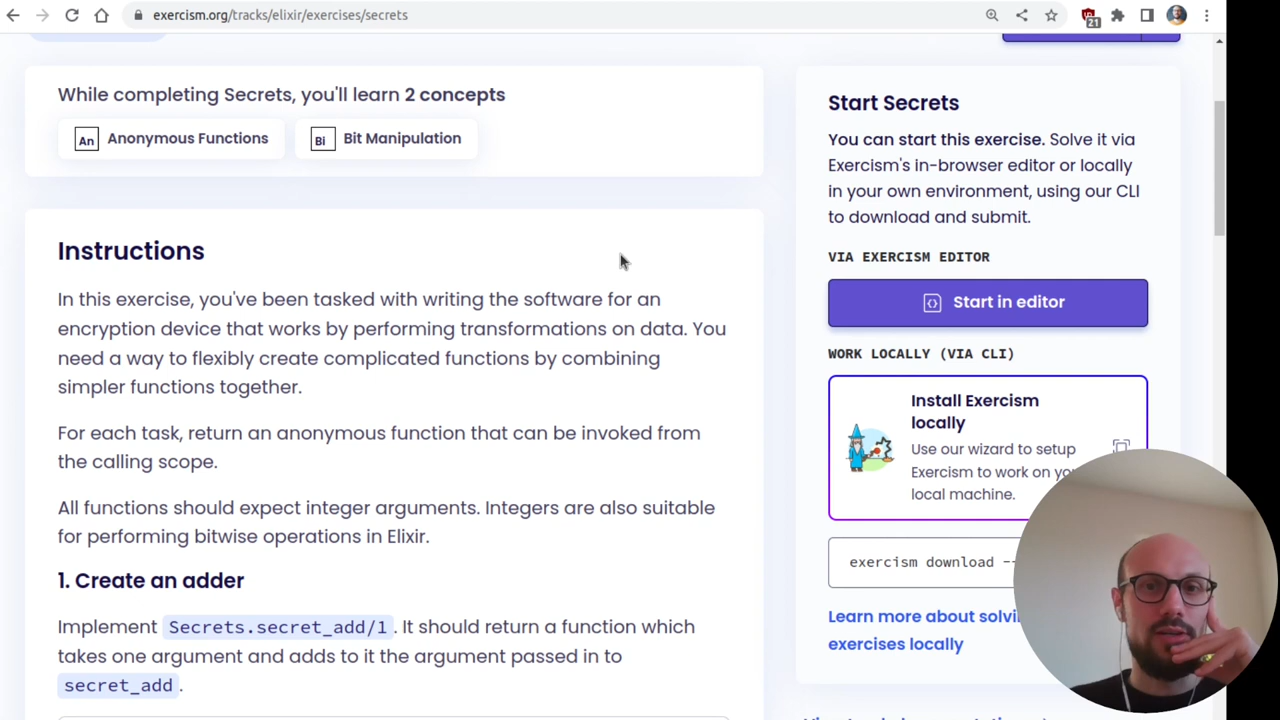 exercism.org/tracks/elixir/exercises/secrets
21
While completing Secrets, you'll learn 2 concepts
An Anonymous Functions
Bi Bit Manipulation
Instructions
In this exercise, you've been tasked with writing the software for an
encryption device that works by performing transformations on data. You
need a way to flexibly create complicated functions by combining
simpler functions together.
For each task, return an anonymous function that can be invoked from
the calling scope.
All functions should expect integer arguments. Integers are also suitable
for performing bitwise operations in Elixir.
1. Create an adder
Implement Secrets.secret_add/1. It should return a function which
takes one argument and adds to it the argument passed in to
secret_add.
Start Secrets
You can start this exercise. Solve it via
Exercism's in-browser editor or locally
in your own environment, using our CLI
to download and submit.
VIA EXERCISM EDITOR
Start in editor
WORK LOCALLY (VIA CLI)
Install Exercism
locally
Use our wizard to setup
Exercism to work on yo
local machine.
exercism download --
Learn more about solvi
exercises locally